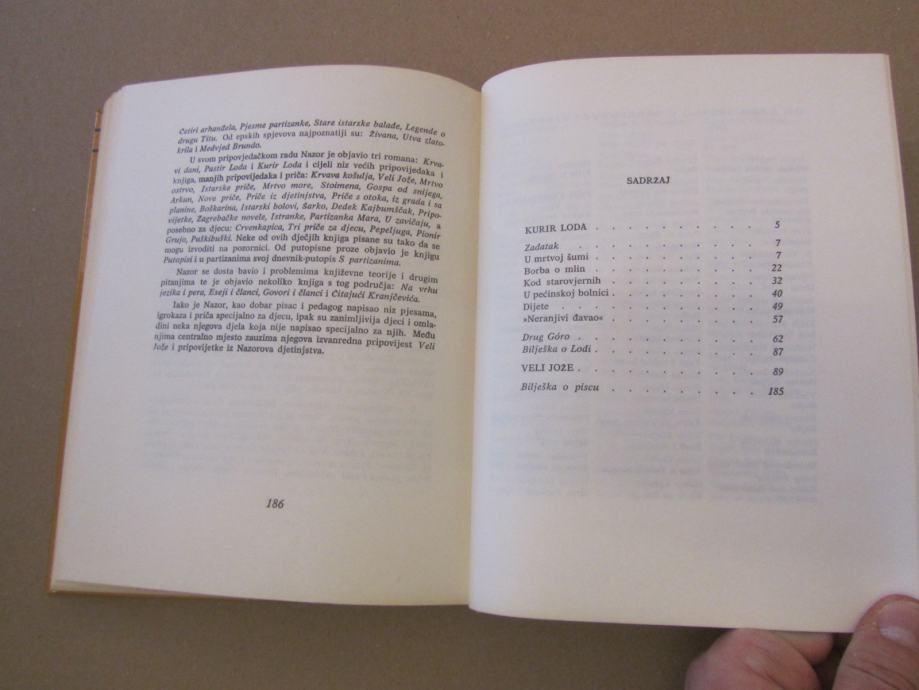 Četiri arhanđela, Pjesme partizanke, Stare istarske balade, Legende o
drugu Titu. Od epskih spjevova najpoznatiji su: Živana, Utva zlato-
krila i Medvjed Brundo.
U svom pripovjedačkom radu Nazor je objavio tri romana: Krva-
vi dani, Pastir Loda i Kurir Loda i cijeli niz većih pripovijedaka i
knjiga, manjih pripovijedaka i priča: Krvava košulja, Veli Jože, Mrtvo
ostrvo, Istarske priče, Mrtvo more, Stoimena, Gospa od snijega,
Arkun, Nove priče, Priče iz djetinjstva, Priče s otoka, iz grada i sa
planine, Boškarina, Istarski bolovi, Šarko, Dedek Kajbumščak, Pripo-
vijetke, Zagrebačke novele, Istranke, Partizanka Mara, U zavičaju, a
posebno za djecu: Crvenkapica, Tri priče za djecu, Pepeljuga, Pionir
Grujo, Puškibuški. Neke od ovih dječjih knjiga pisane su tako da se
mogu izvoditi na pozornici. Od putopisne proze objavio je knjigu
Putopisi i u partizanima svoj dnevnik-putopis S partizanima.
Nazor se dosta bavio i problemima književne teorije i drugim
pitanjima te je objavio nekoliko knjiga s tog područja: Na vrhu
jezika i pera, Eseji i članci, Govori i članci i Čitajući Kranjčevića.
Iako je Nazor, kao dobar pisac i pedagog napisao niz pjesama,
igrokaza i priča specijalno za djecu, ipak su zanimljivija djeci i omla-
dini neka njegova djela koja nije napisao specijalno za njih. Među
njima centralno mjesto zauzima njegova izvanredna pripovijest Veli
Jože i pripovijetke iz Nazorova djetinjstva.
186
SADRŽAJ
KURIR LODA . . . . . . . . . . 5
Zadatak . . . . . . . . . . 7
U mrtvoj šumi . . . . . . . . . 7
Borba o mlin . . . . . . . . . 22
Kod starovjernih . . . . . . . . 32
U pećinskoj bolnici . . . . . . . . 40
Dijete . . . . . . . . . . 49
»Neranjivi đavao« . . . . . . . . 57
Drug Góro . . . . . . . . . 62
Bilješka o Lodi . . . . . . . . . 87
VELI JOŽE . . . . . . . . . . 89
Bilješka o piscu . . . . . . . . 185